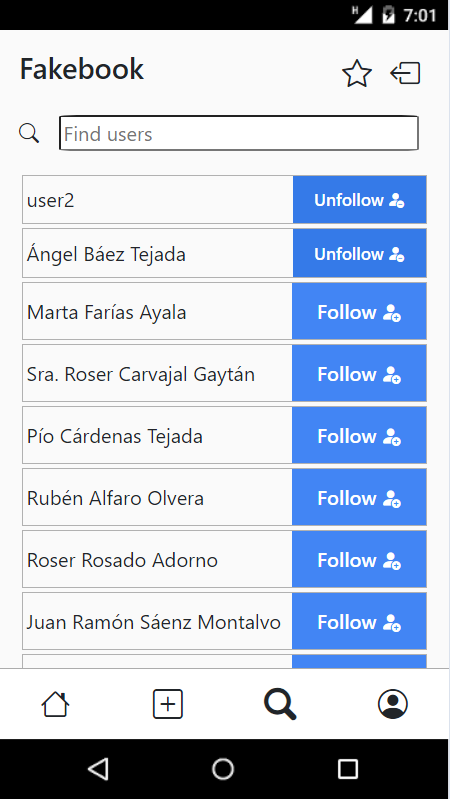 H 7:01
Fakebook
Find users
user2 Unfollow
Ángel Báez Tejada Unfollow
Marta Farías Ayala Follow
Sra. Roser Carvajal Gaytán Follow
Pío Cárdenas Tejada Follow
Rubén Alfaro Olvera Follow
Roser Rosado Adorno Follow
Juan Ramón Sáenz Montalvo Follow